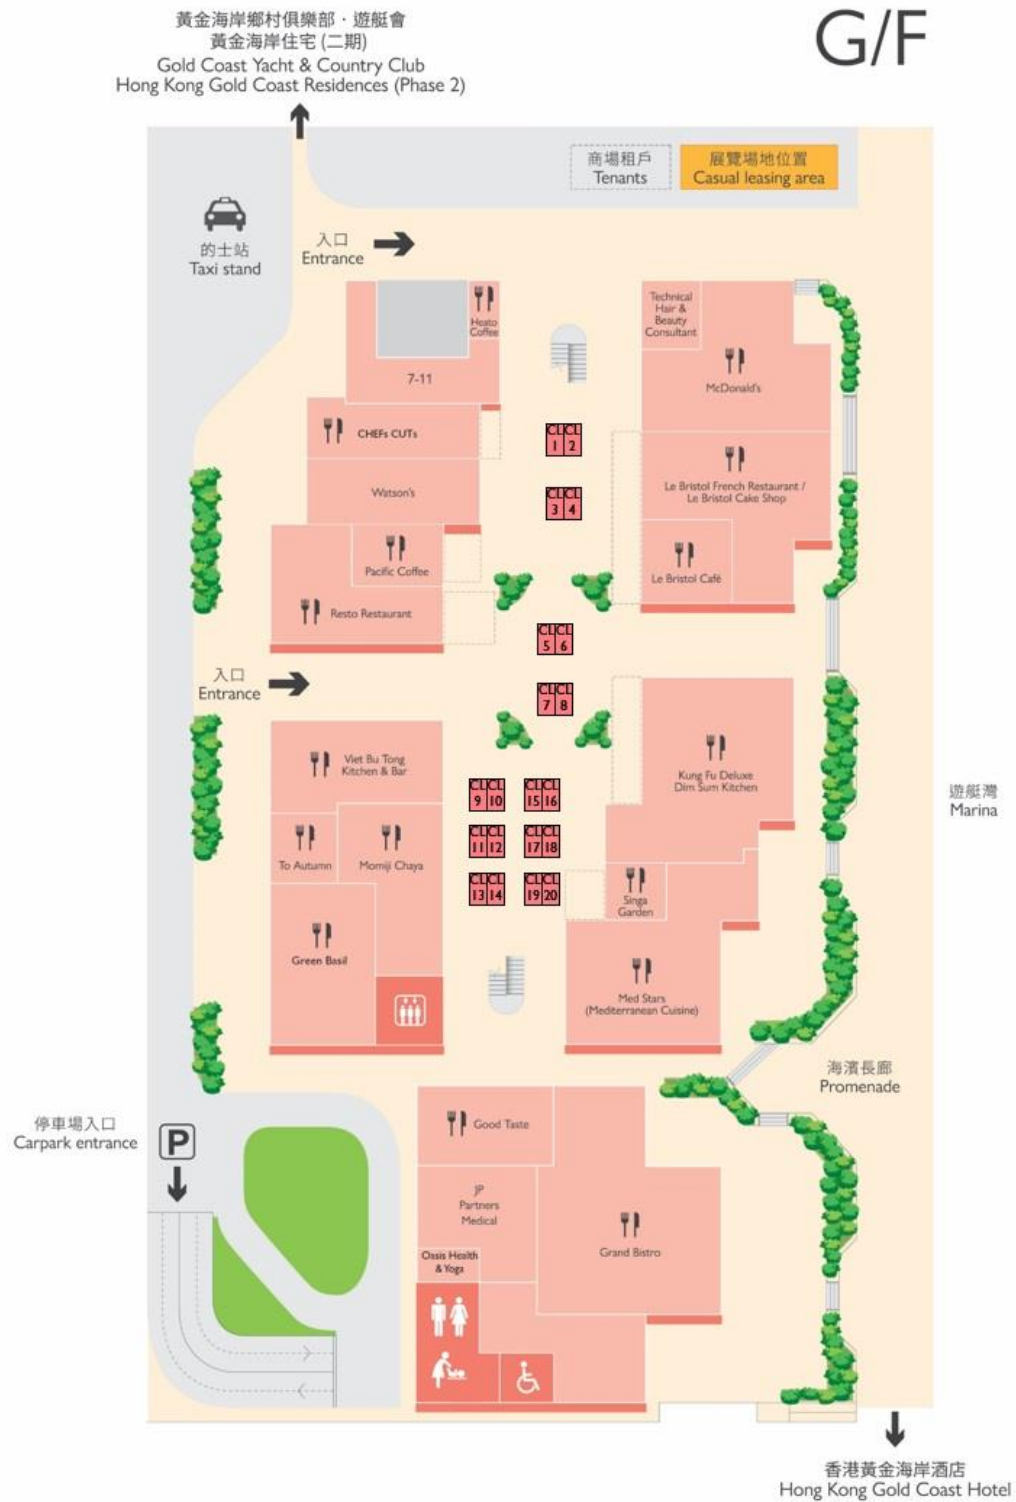 G/F
黃金海岸鄉村俱樂部．遊艇會
黃金海岸住宅 (二期)
Gold Coast Yacht & Country Club
Hong Kong Gold Coast Residences (Phase 2)
商場租戶
Tenants
展覽場地位置
Casual leasing area
的士站
Taxi stand
入口
Entrance
Heato
Coffee
7-11
Technical
Hair &
Beauty
Consultant
McDonald's
CHEFs CUTs
CL CL
1 2
Le Bristol French Restaurant /
Le Bristol Cake Shop
Watson's
CL CL
3 4
Pacific Coffee
Le Bristol Café
Resto Restaurant
CL CL
5 6
入口
Entrance
CL CL
7 8
Viet Bu Tong
Kitchen & Bar
Kung Fu Deluxe
Dim Sum Kitchen
遊艇灣
Marina
CL CL CL CL
9 10 15 16
To Autumn
Momiji Chaya
CL CL CL CL
11 12 17 18
CL CL CL CL
13 14 19 20
Singa
Garden
Green Basil
Med Stars
(Mediterranean Cuisine)
海濱長廊
Promenade
停車場入口
Carpark entrance
P
Good Taste
JP
Partners
Medical
Grand Bistro
Oasis Health
& Yoga
香港黃金海岸酒店
Hong Kong Gold Coast Hotel